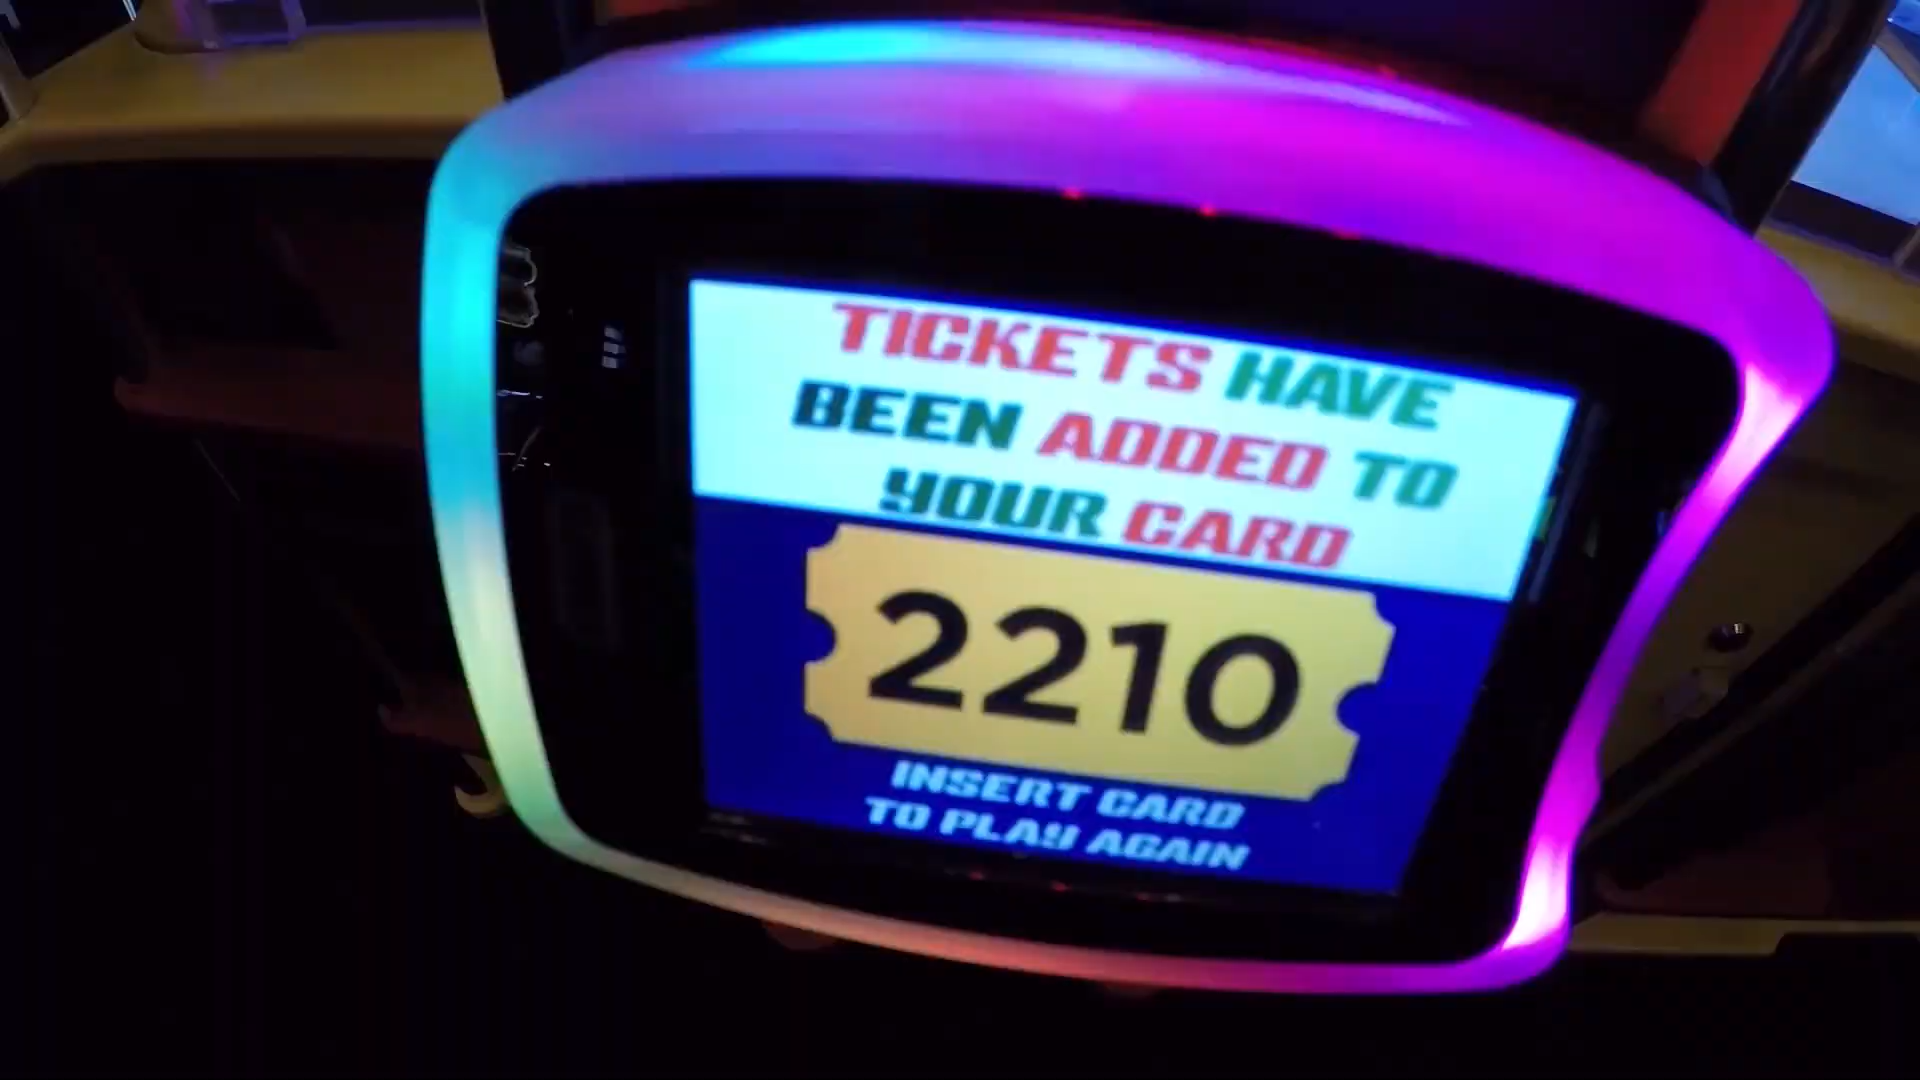 TICKETS HAVE
BEEN ADDED TO
YOUR CARD
2210
INSERT CARD
TO PLAY AGAIN